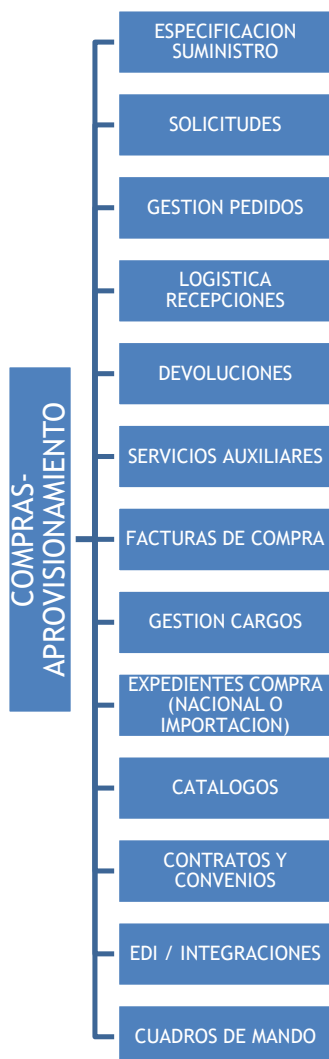 ESPECIFICACION
SUMINISTRO
SOLICITUDES
GESTION PEDIDOS
LOGISTICA
RECEPCIONES
DEVOLUCIONES
COMPRAS-
APROVISIONAMIENTO
SERVICIOS AUXILIARES
FACTURAS DE COMPRA
GESTION CARGOS
EXPEDIENTES COMPRA
(NACIONAL O
IMPORTACION)
CATALOGOS
CONTRATOS Y
CONVENIOS
EDI / INTEGRACIONES
CUADROS DE MANDO